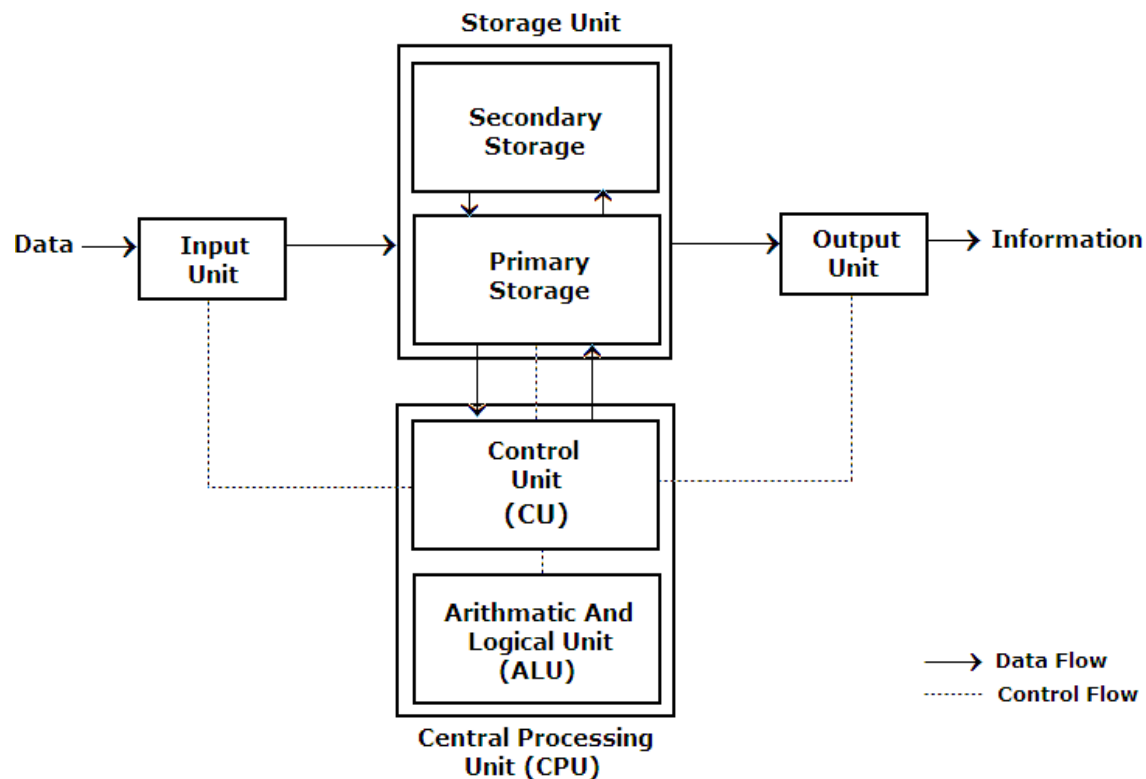 Storage Unit
Secondary
Storage
Data
Input
Unit
Primary
Storage
Output
Unit
Information
Control
Unit
(CU)
Arithmatic And
Logical Unit
(ALU)
Data Flow
Control Flow
Central Processing
Unit (CPU)